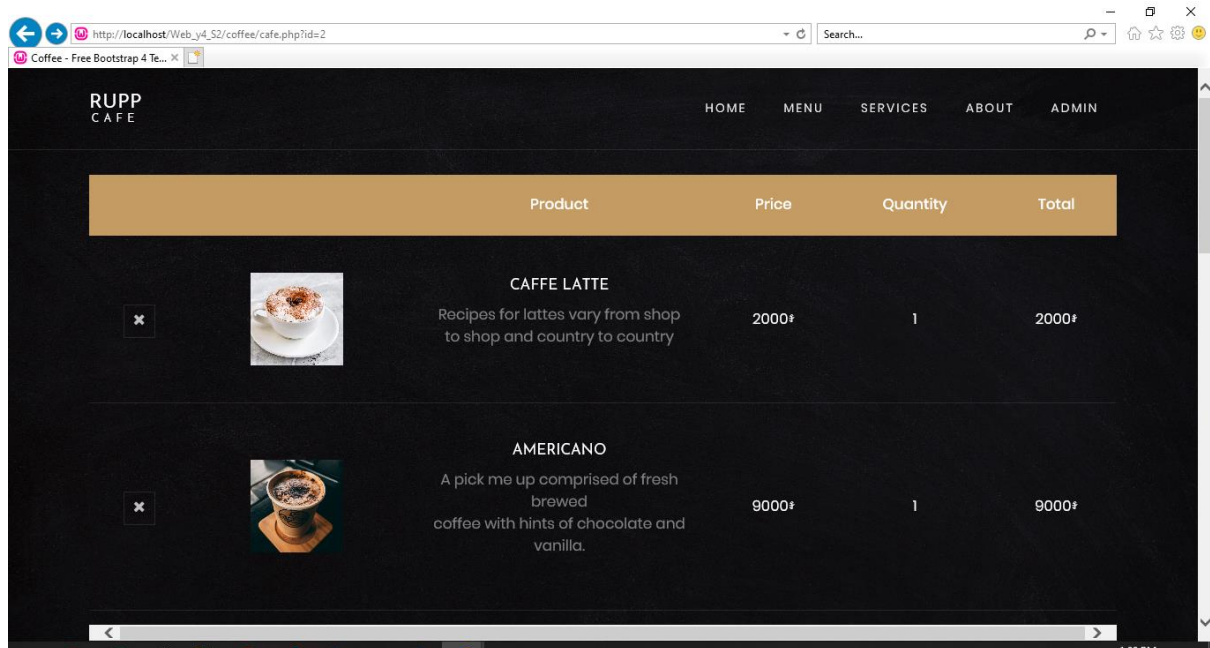 http://localhost/Web_y4_S2/coffee/cafe.php?id=2
Search...
Coffee - Free Bootstrap 4 Te...
RUPP
CAFE
HOME MENU SERVICES ABOUT ADMIN
Product Price Quantity Total
CAFFE LATTE
Recipes for lattes vary from shop
to shop and country to country
2000៛ 1 2000៛
AMERICANO
A pick me up comprised of fresh
brewed
coffee with hints of chocolate and
vanilla.
9000៛ 1 9000៛